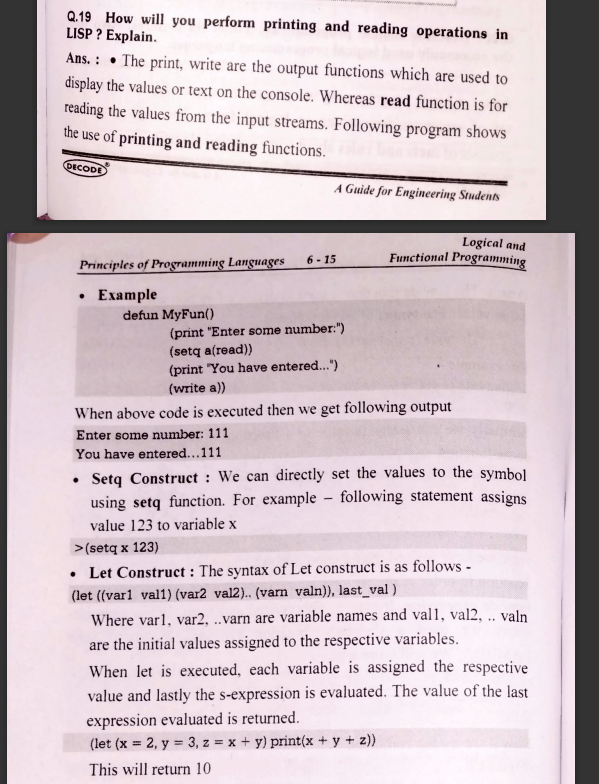 Q.19 How will you perform printing and reading operations in
LISP ? Explain.
Ans. : • The print, write are the output functions which are used to
display the values or text on the console. Whereas read function is for
reading the values from the input streams. Following program shows
the use of printing and reading functions.
DECODE®
A Guide for Engineering Students
Logical and
Principles of Programming Languages 6 - 15 Functional Programming
• Example
defun MyFun()
(print "Enter some number:")
(setq a(read))
(print "You have entered...")
(write a))
When above code is executed then we get following output
Enter some number: 111
You have entered...111
• Setq Construct : We can directly set the values to the symbol
using setq function. For example – following statement assigns
value 123 to variable x
>(setq x 123)
• Let Construct : The syntax of Let construct is as follows -
(let ((var1 val1) (var2 val2).. (varn valn)), last_val )
Where var1, var2, ..varn are variable names and val1, val2, .. valn
are the initial values assigned to the respective variables.
When let is executed, each variable is assigned the respective
value and lastly the s-expression is evaluated. The value of the last
expression evaluated is returned.
(let (x = 2, y = 3, z = x + y) print(x + y + z))
This will return 10